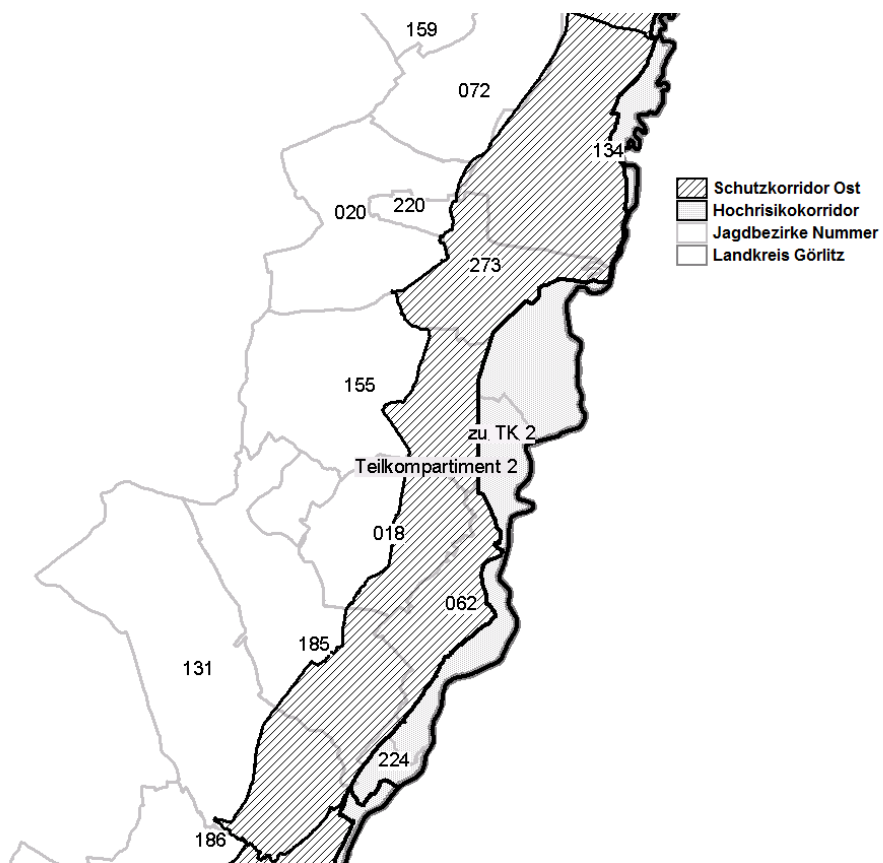 159
072
134
Schutzkorridor Ost
Hochrisikokorridor
Jagdbezirke Nummer
Landkreis Görlitz
020
220
273
155
zu TK 2
Teilkompartiment 2
018
062
185
131
224
186